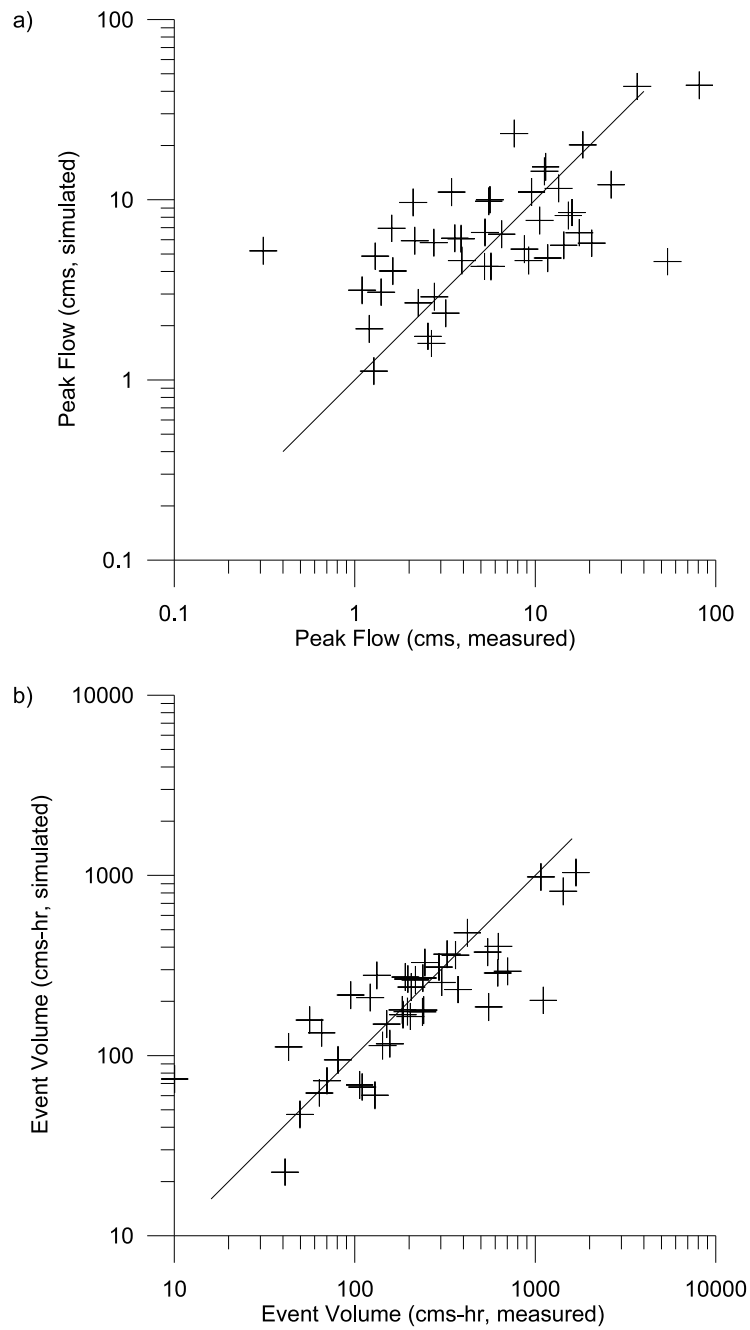 a)
100
10
1
0.1
Peak Flow (cms, simulated)
0.1 1 10 100
Peak Flow (cms, measured)
b)
10000
1000
100
10
Event Volume (cms-hr, simulated)
10 100 1000 10000
Event Volume (cms-hr, measured)